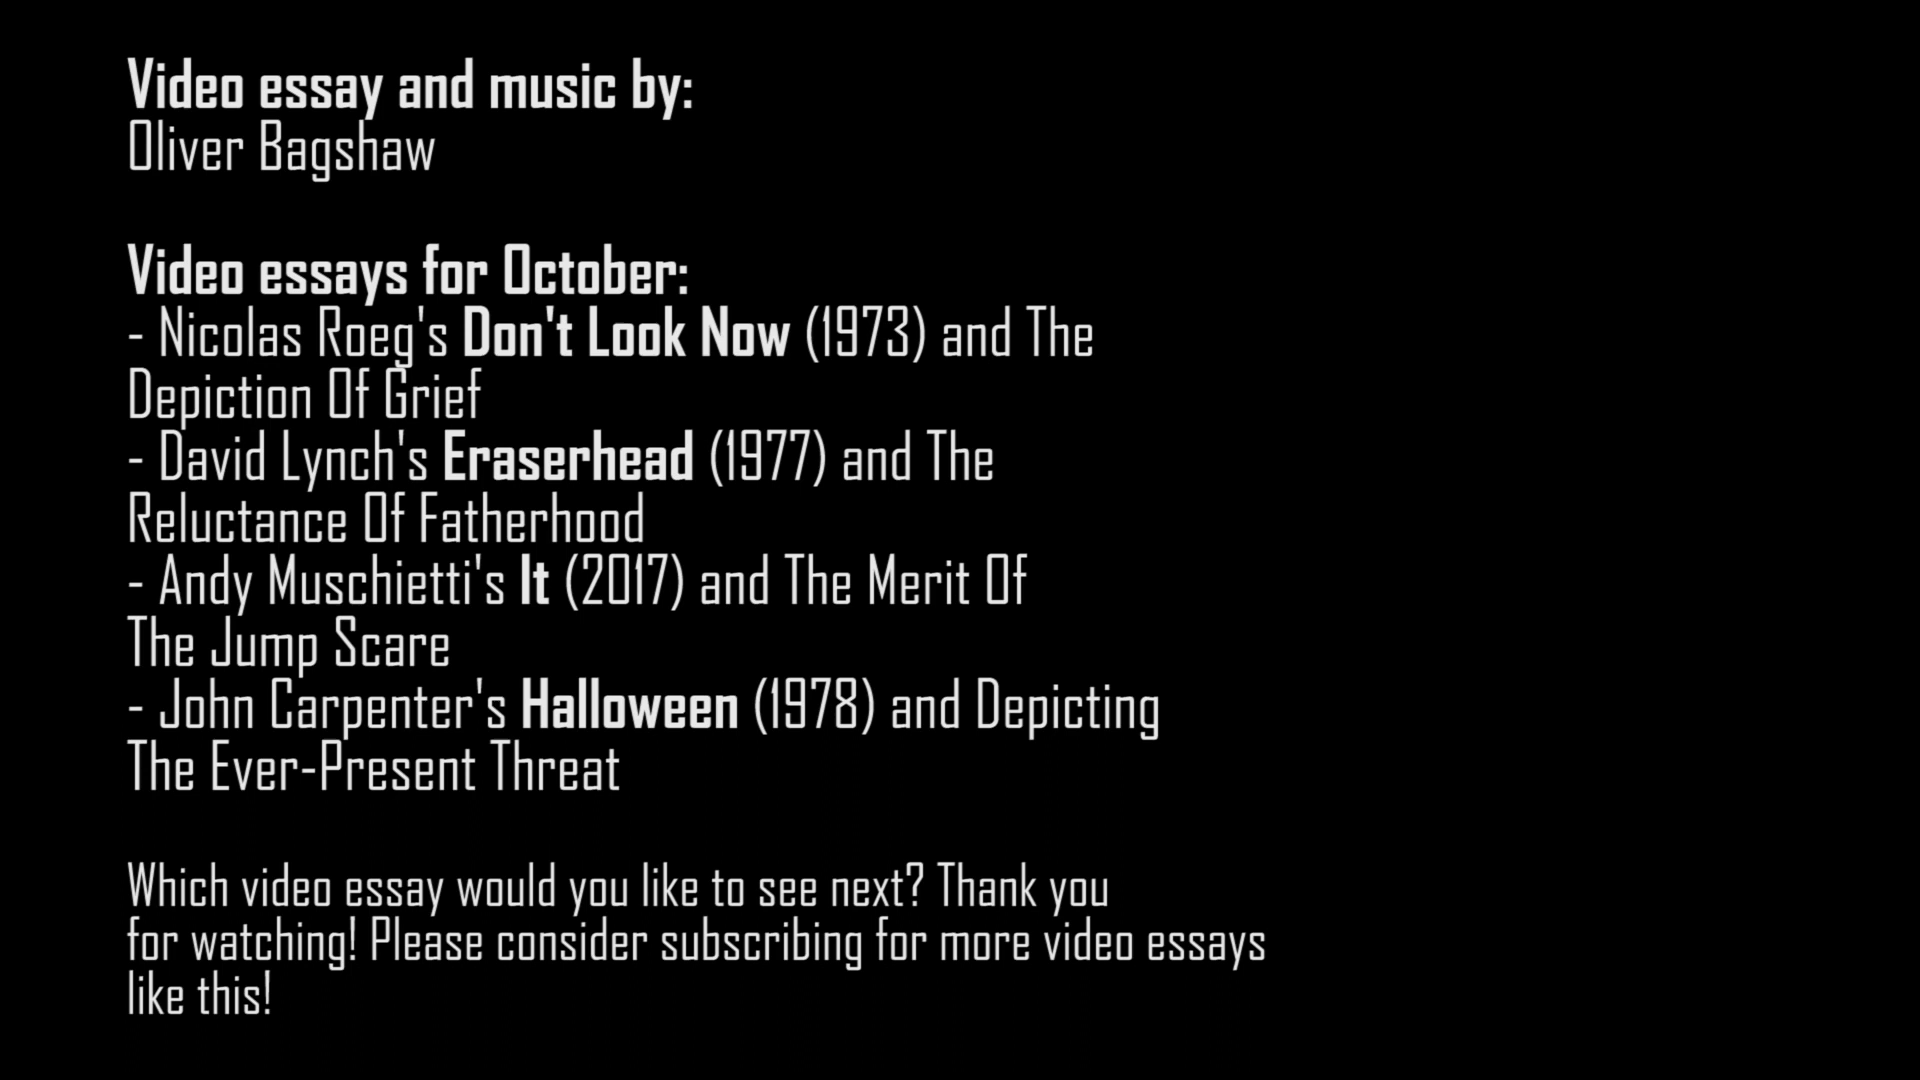 Video essay and music by:
Oliver Bagshaw
Video essays for October:
- Nicolas Roeg's Don't Look Now (1973) and The
Depiction Of Grief
- David Lynch's Eraserhead (1977) and The
Reluctance Of Fatherhood
- Andy Muschietti's It (2017) and The Merit Of
The Jump Scare
- John Carpenter's Halloween (1978) and Depicting
The Ever-Present Threat
Which video essay would you like to see next? Thank you
for watching! Please consider subscribing for more video essays
like this!